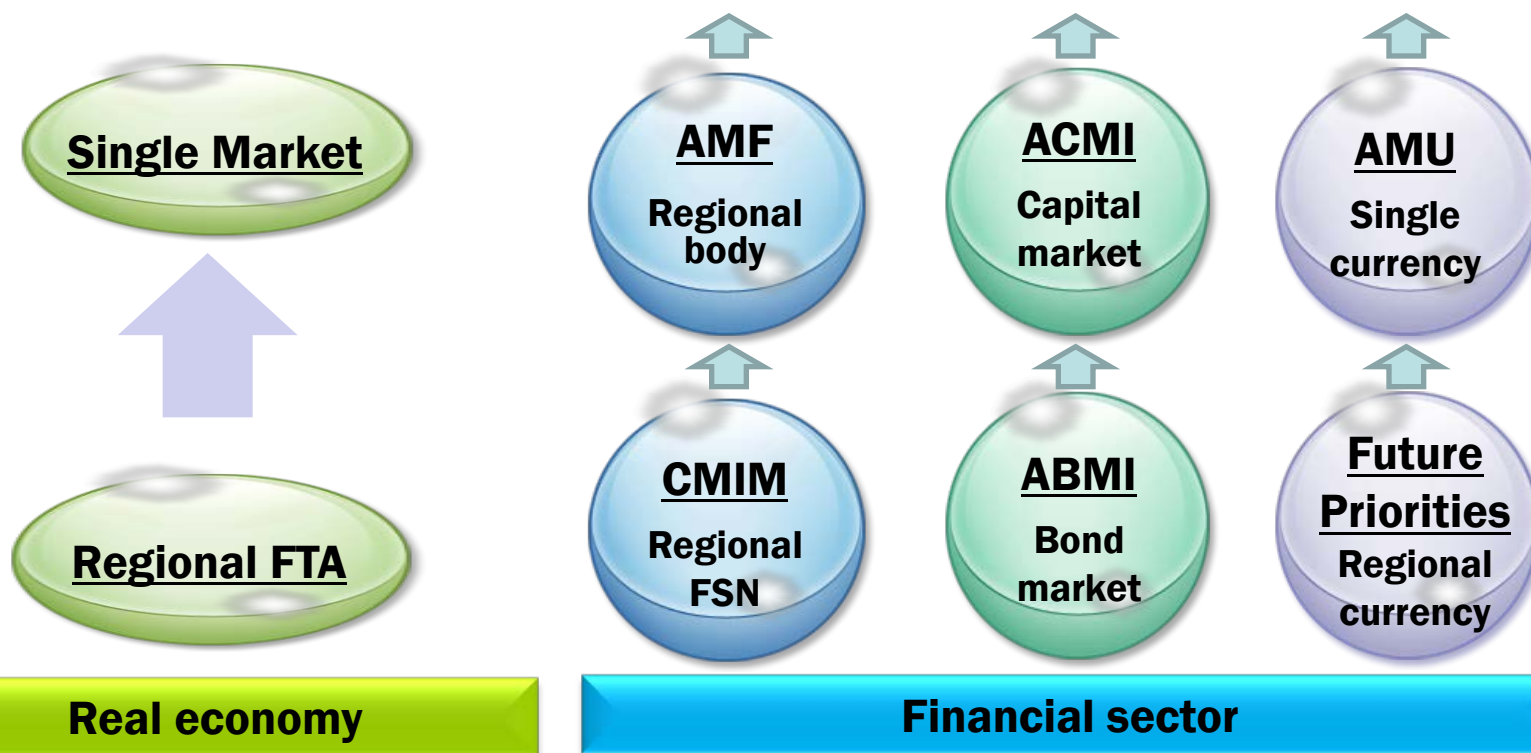 Single Market
Regional FTA
Real economy
AMF
Regional
body
ACMI
Capital
market
AMU
Single
currency
CMIM
Regional
FSN
ABMI
Bond
market
Future
Priorities
Regional
currency
Financial sector